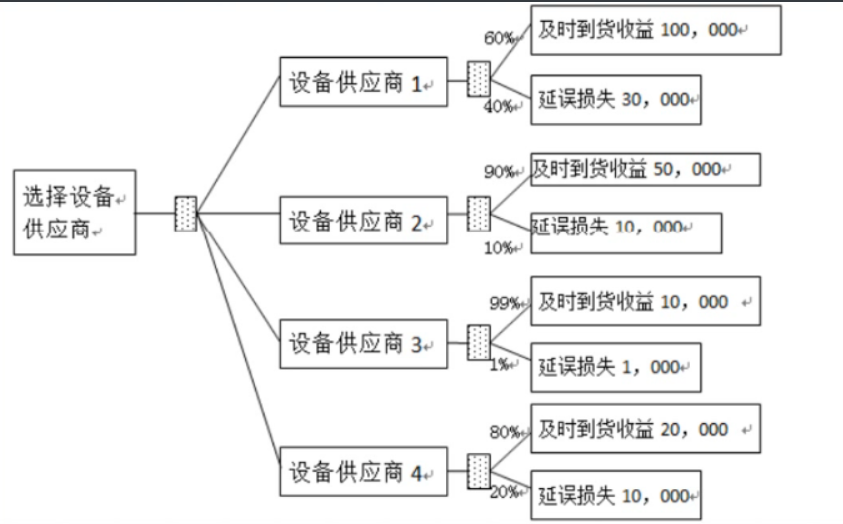 选择设备
供应商
设备供应商 1
60%
及时到货收益 100，000
40%
延误损失 30，000
设备供应商 2
90%
及时到货收益 50，000
10%
延误损失 10，000
设备供应商 3
99%
及时到货收益 10，000
1%
延误损失 1，000
设备供应商 4
80%
及时到货收益 20，000
20%
延误损失 10，000